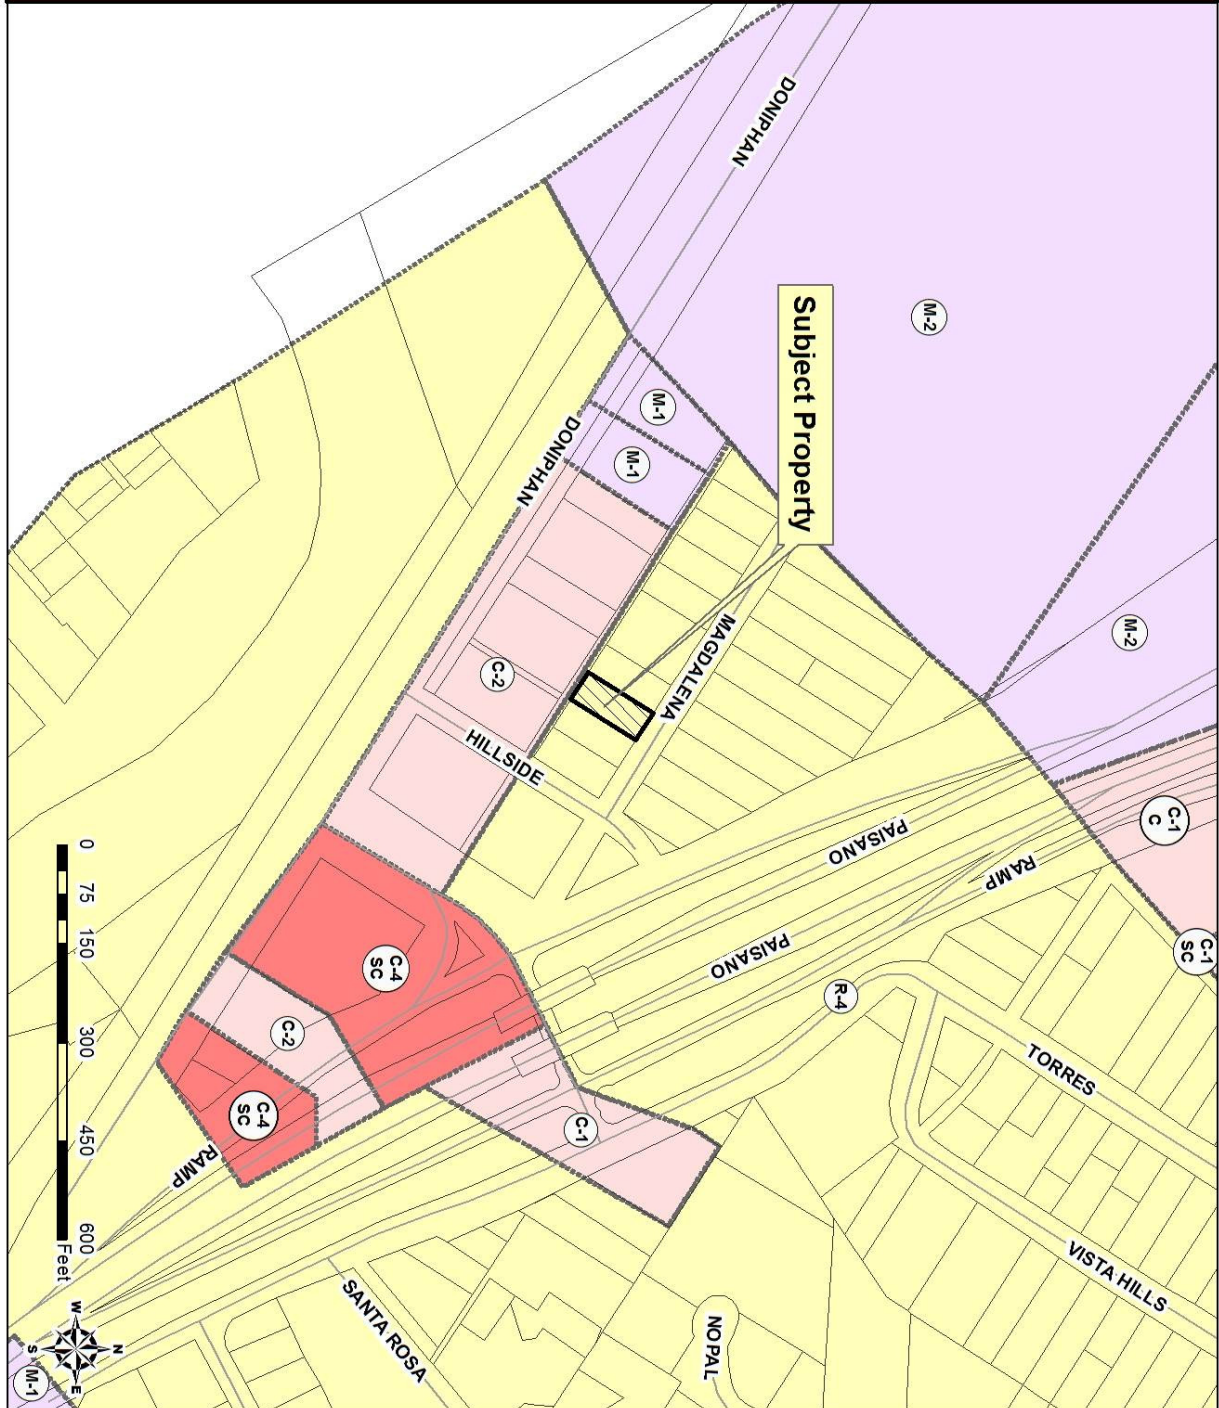 DONIPHAN
M-2
Subject Property
M-1
M-1
DONIPHAN
M-2
MAGDALENA
C-2
HILLSIDE
C-1
C
PAISANO
RAMP
C-1
SC
PAISANO
C-4
SC
R-4
C-2
TORRES
C-4
SC
C-1
RAMP
VISTA HILLS
SANTA ROSA
NOPAL
0 75 150 300 450 600
Feet
W
N
S
E
M-1